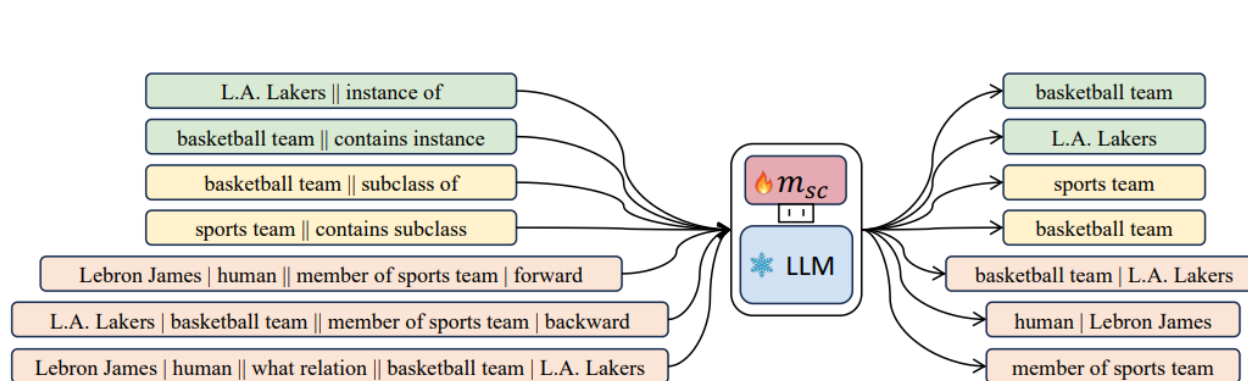 L.A. Lakers || instance of
basketball team || contains instance
basketball team || subclass of
sports team || contains subclass
Lebron James | human || member of sports team | forward
L.A. Lakers | basketball team || member of sports team | backward
Lebron James | human || what relation || basketball team | L.A. Lakers
m_sc
LLM
basketball team
L.A. Lakers
sports team
basketball team
basketball team | L.A. Lakers
human | Lebron James
member of sports team